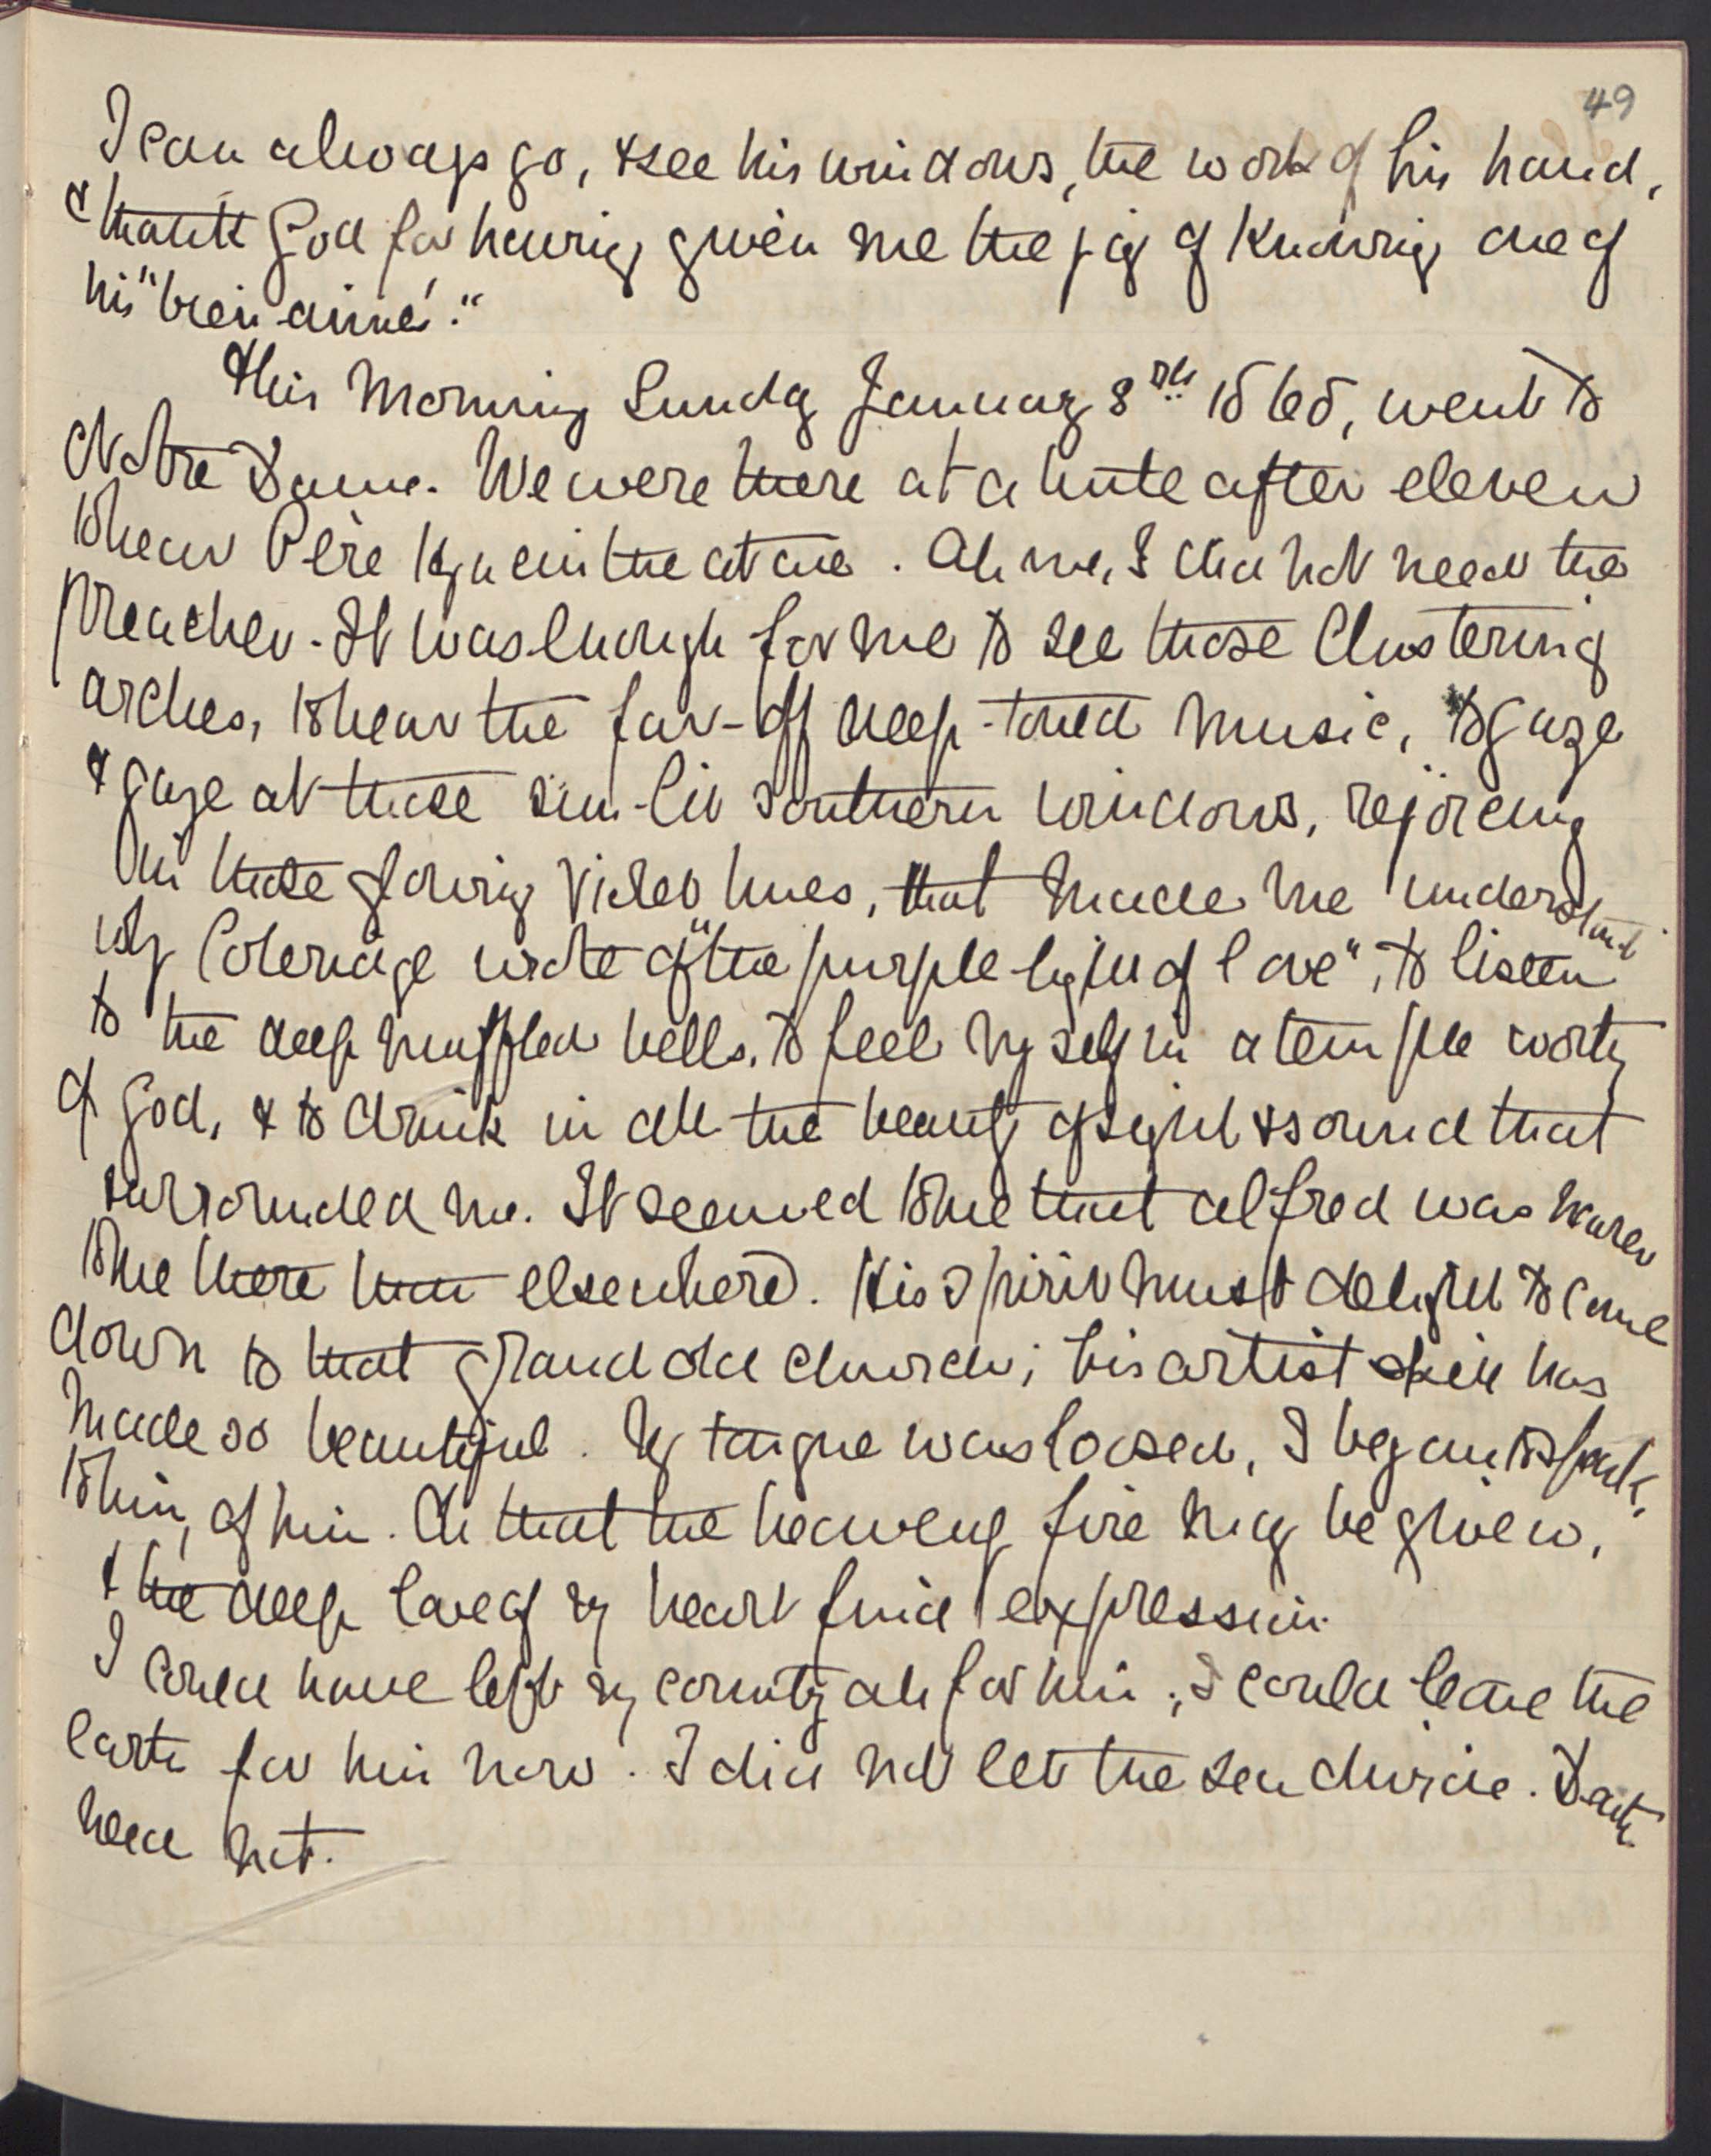 49
I can always go, & see his windows, the work of his hand,
& thank God for having given me the joy of knowing one of
his "bien-aimé."
This Morning Sunday January 8th 1865, went to
Notre Dame. We were there at a little after eleven
to hear Père Hyacinthe at one. Ah me, I did not need the
preacher. It was enough for me to see those Clustering
arches, to hear the far-off deep-toned music, to gaze
& gaze at those sun-lit southern windows, rejoicing
in those glowing violet hues, that made me understand
why Coleridge wrote of "the purple light of love", to listen
to the deep muffled bells, to feel myself in a temple worthy
of God, & to drink in all the beauty of sight & sound that
surrounded me. It seemed to me that Alfred was nearer
to me there than elsewhere. His spirit must delight to come
down to that grand old church; his artist skill has
made so beautiful. My tongue was loosed, I began to speak,
to him, of him. Oh that the heavenly fire may be given,
& the deep love of my heart find expression.
I could have left my country all for him; I could leave the
earth for him now. I did not let the sea divide. Death
need not.